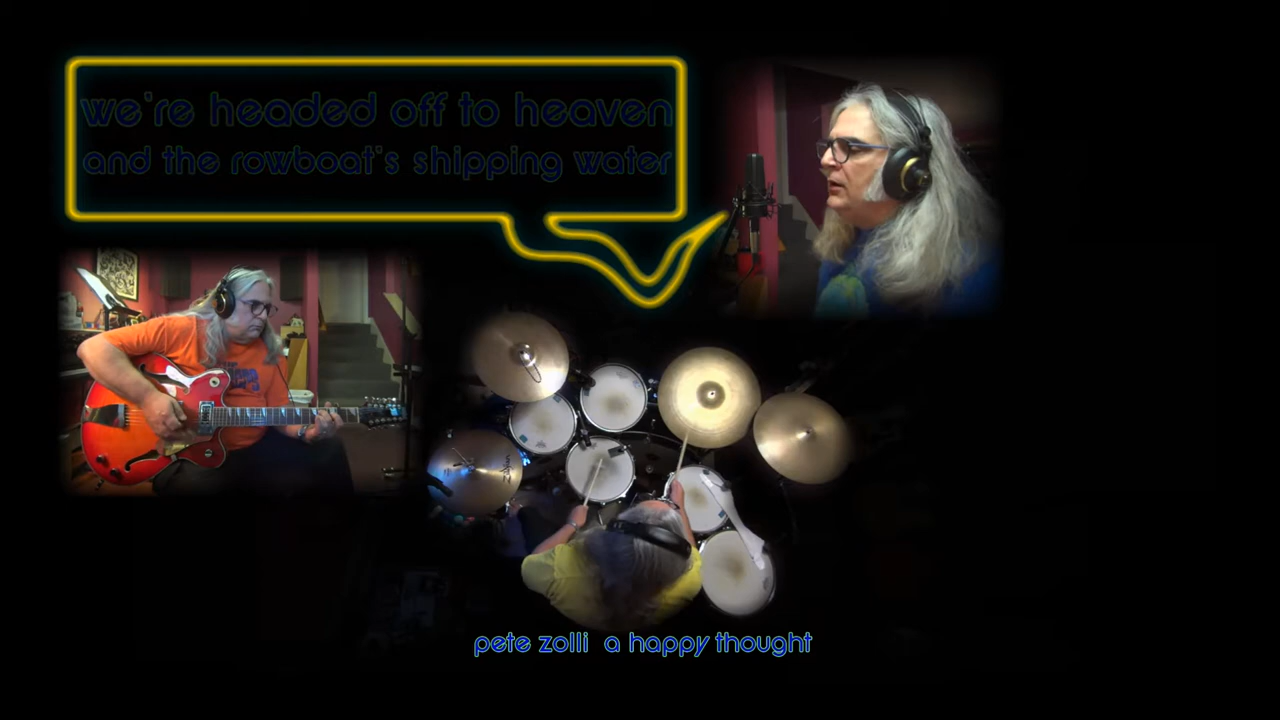 we're headed off to heaven
and the rowboat's shipping water
pete zolli a happy thought